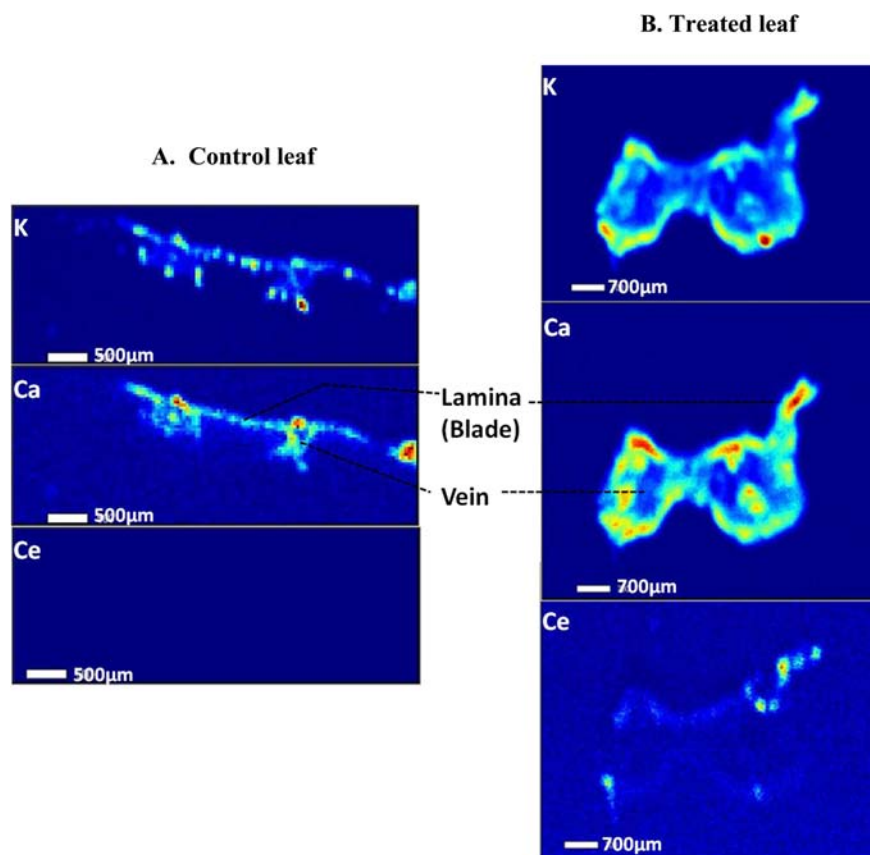 B. Treated leaf
A. Control leaf
K
500μm
Ca
500μm
Ce
500μm
K
700μm
Ca
700μm
Ce
700μm
Lamina
(Blade)
Vein